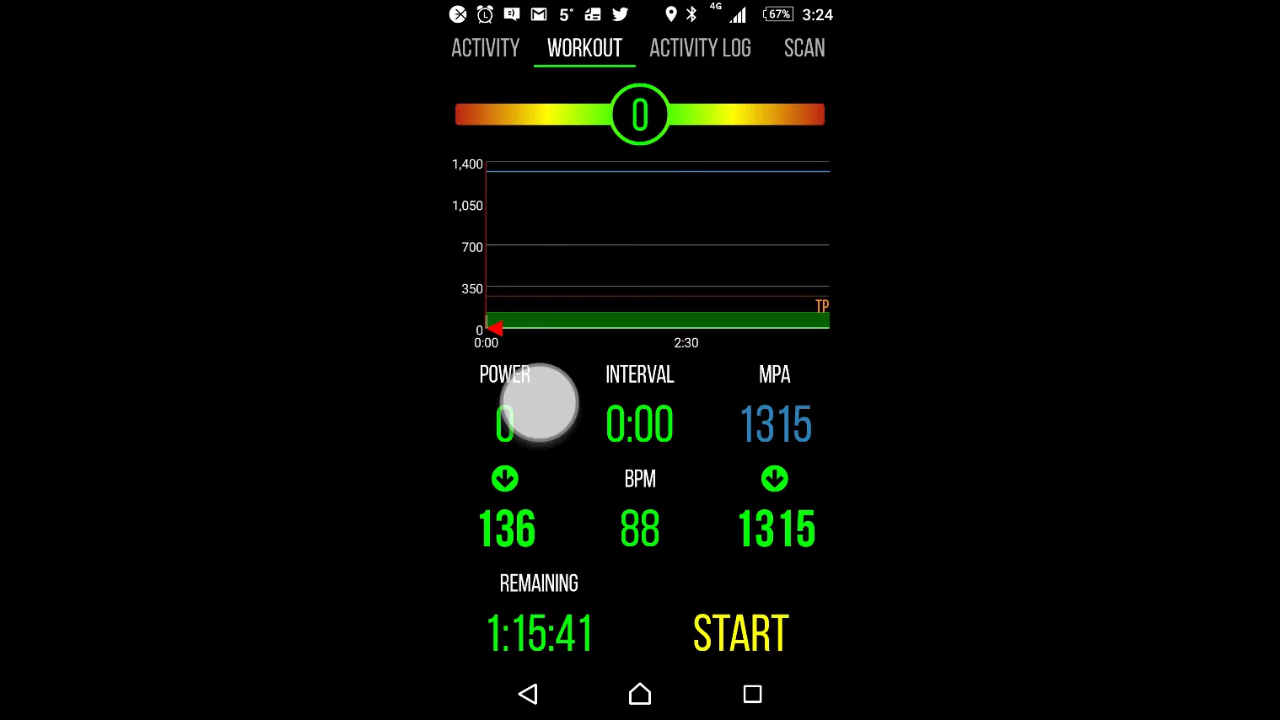 5° 4G 67% 3:24
ACTIVITY WORKOUT ACTIVITY LOG SCAN
0
1,400
1,050
700
350
TP
0
0:00 2:30
POWER INTERVAL MPA
0 0:00 1315
BPM
136 88 1315
REMAINING
1:15:41 START